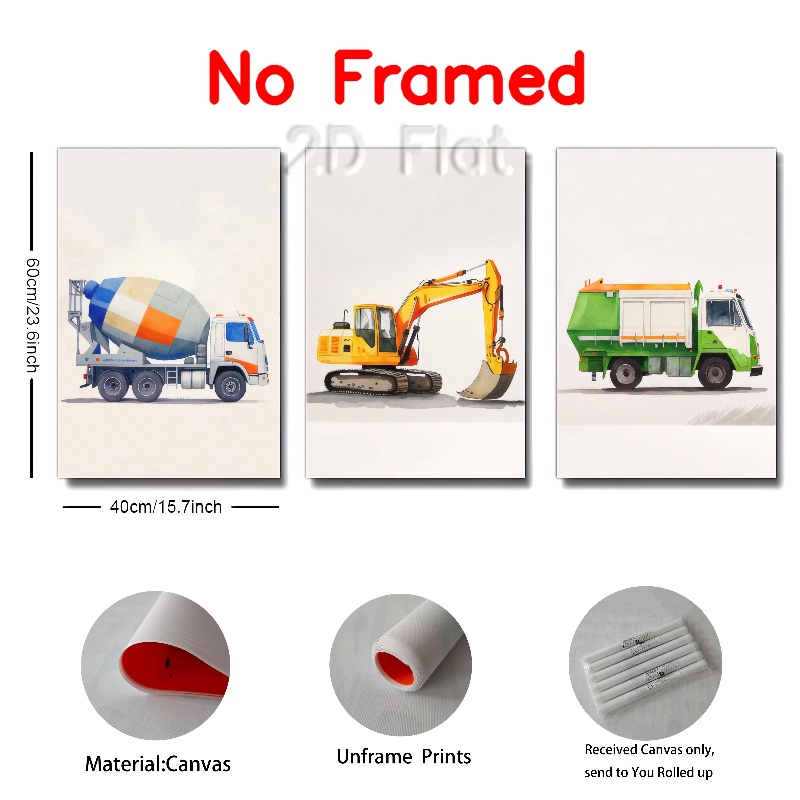 No Framed
2.D Flat.
60cm/23.6inch
40cm/15.7inch
Material:Canvas
Unframe Prints
Received Canvas only,
send to You Rolled up